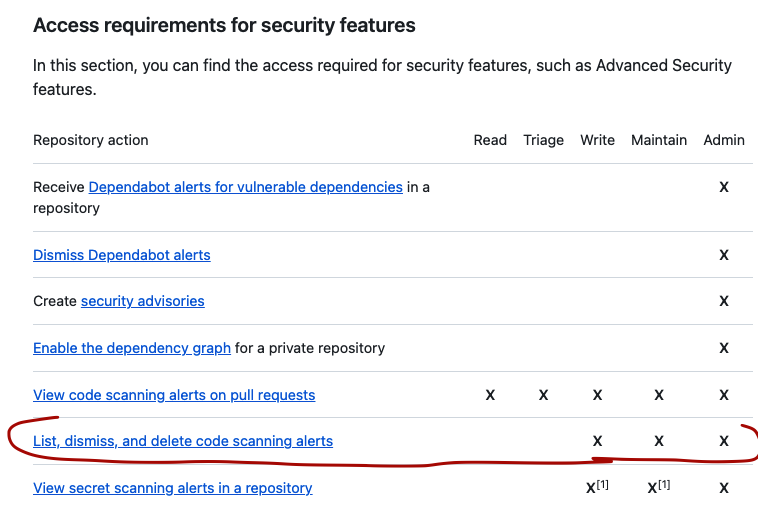 Access requirements for security features
In this section, you can find the access required for security features, such as Advanced Security
features.
Repository action Read Triage Write Maintain Admin
Receive Dependabot alerts for vulnerable dependencies in a X
repository
Dismiss Dependabot alerts X
Create security advisories X
Enable the dependency graph for a private repository X
View code scanning alerts on pull requests X X X X X
List, dismiss, and delete code scanning alerts X X X
View secret scanning alerts in a repository X[1] X[1] X